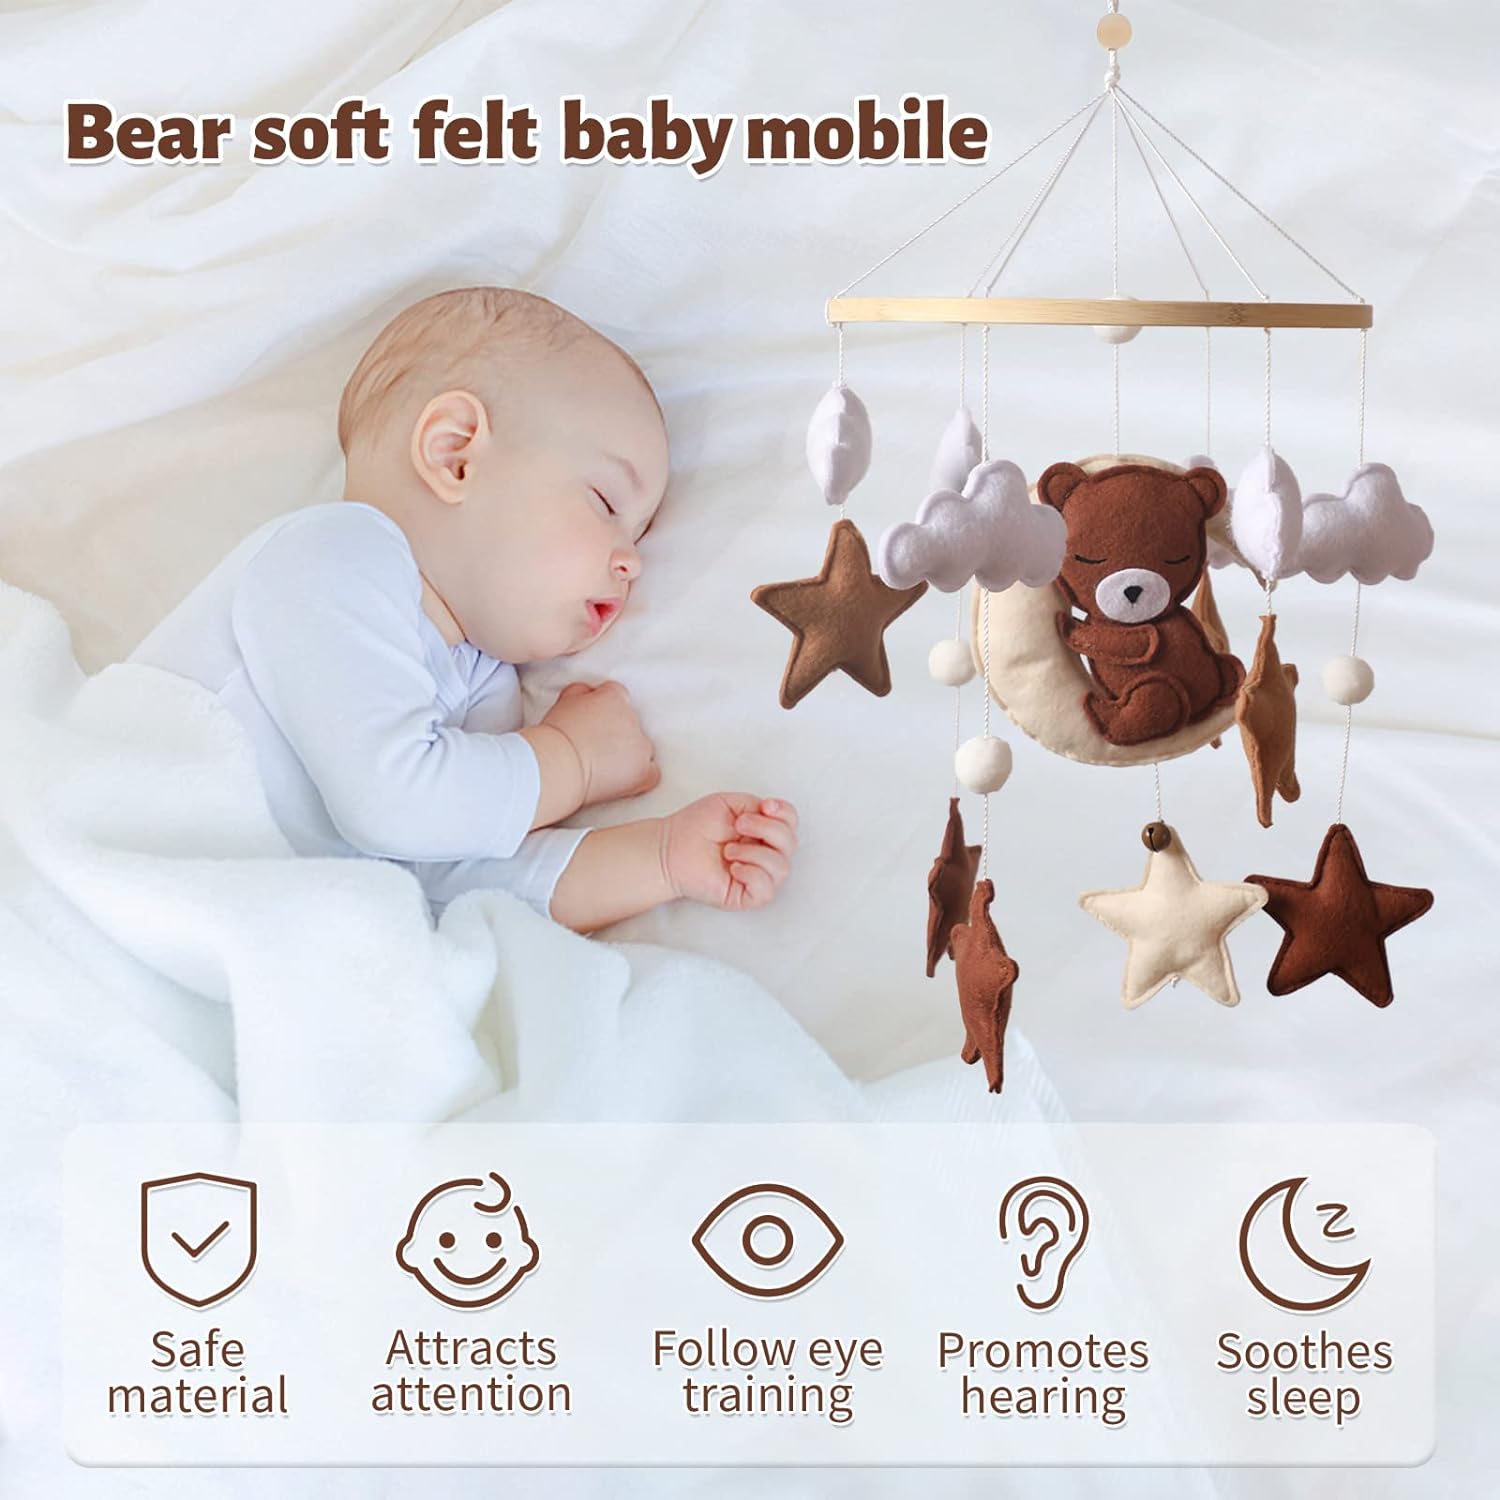 Bear soft felt baby mobile
Safe
material
Attracts
attention
Follow eye
training
Promotes
hearing
Soothes
sleep